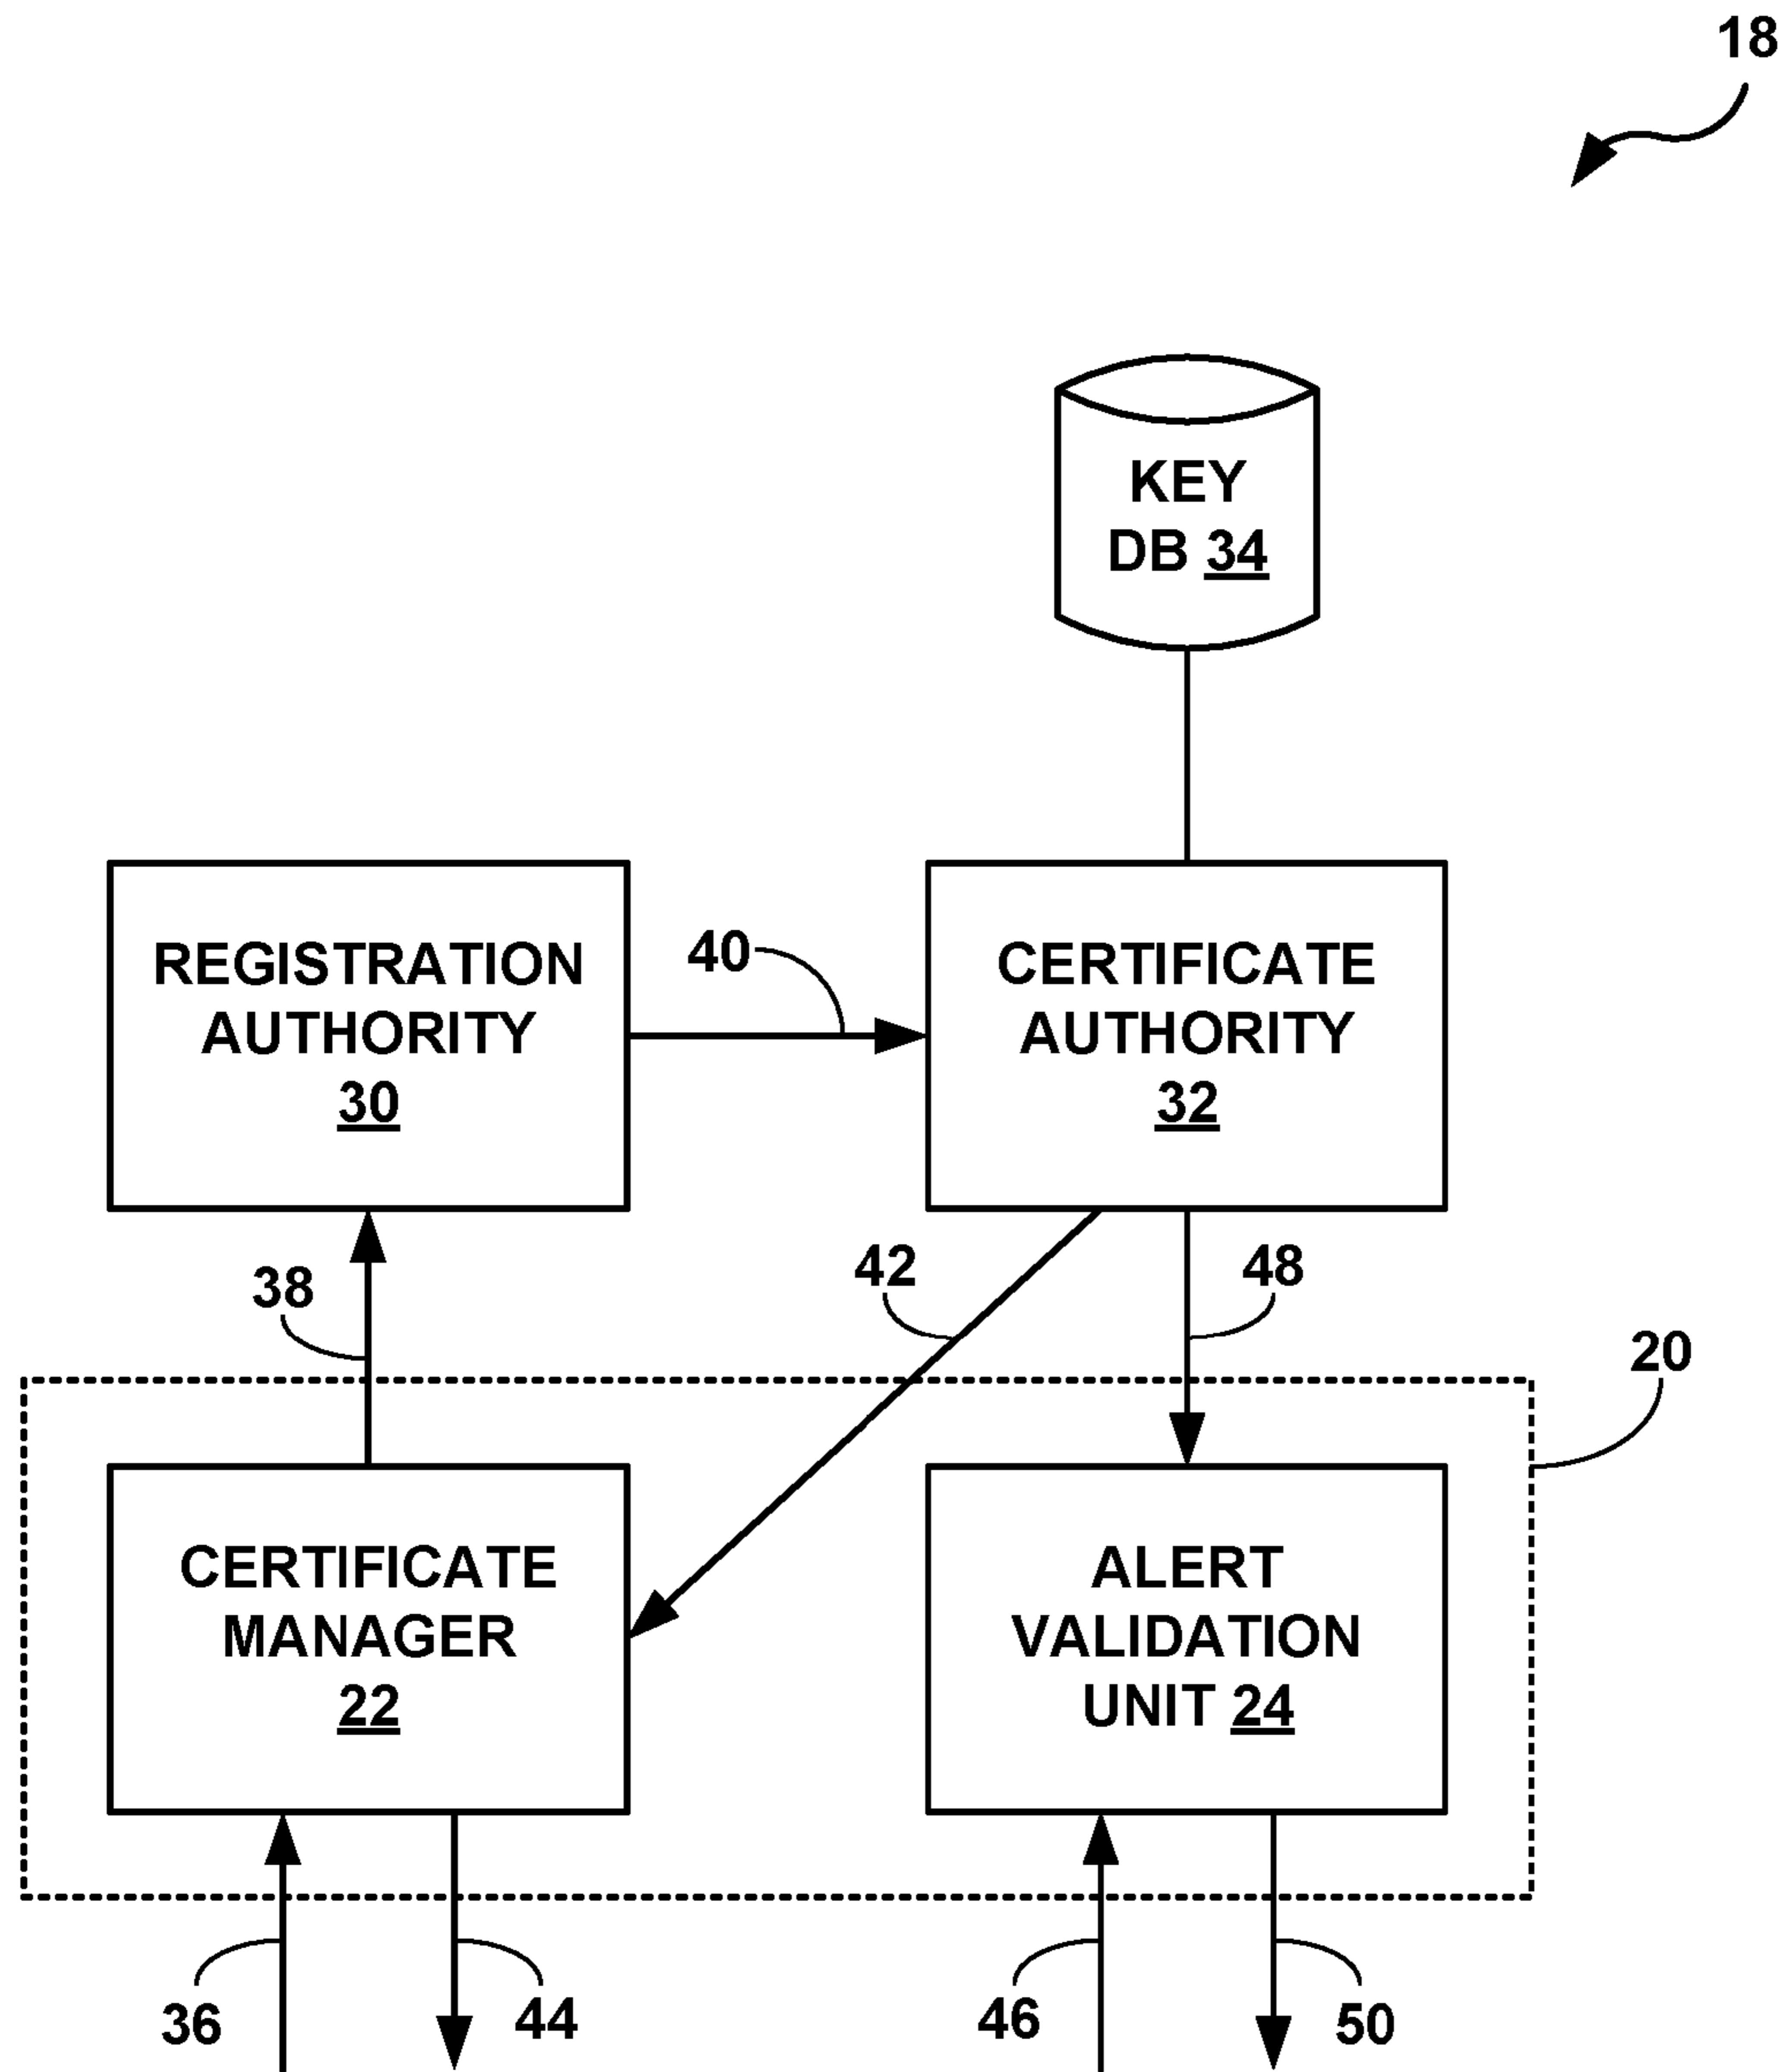 18
KEY
DB 34
REGISTRATION
AUTHORITY
30
40
CERTIFICATE
AUTHORITY
32
38
42
48
20
CERTIFICATE
MANAGER
22
ALERT
VALIDATION
UNIT 24
36
44
46
50